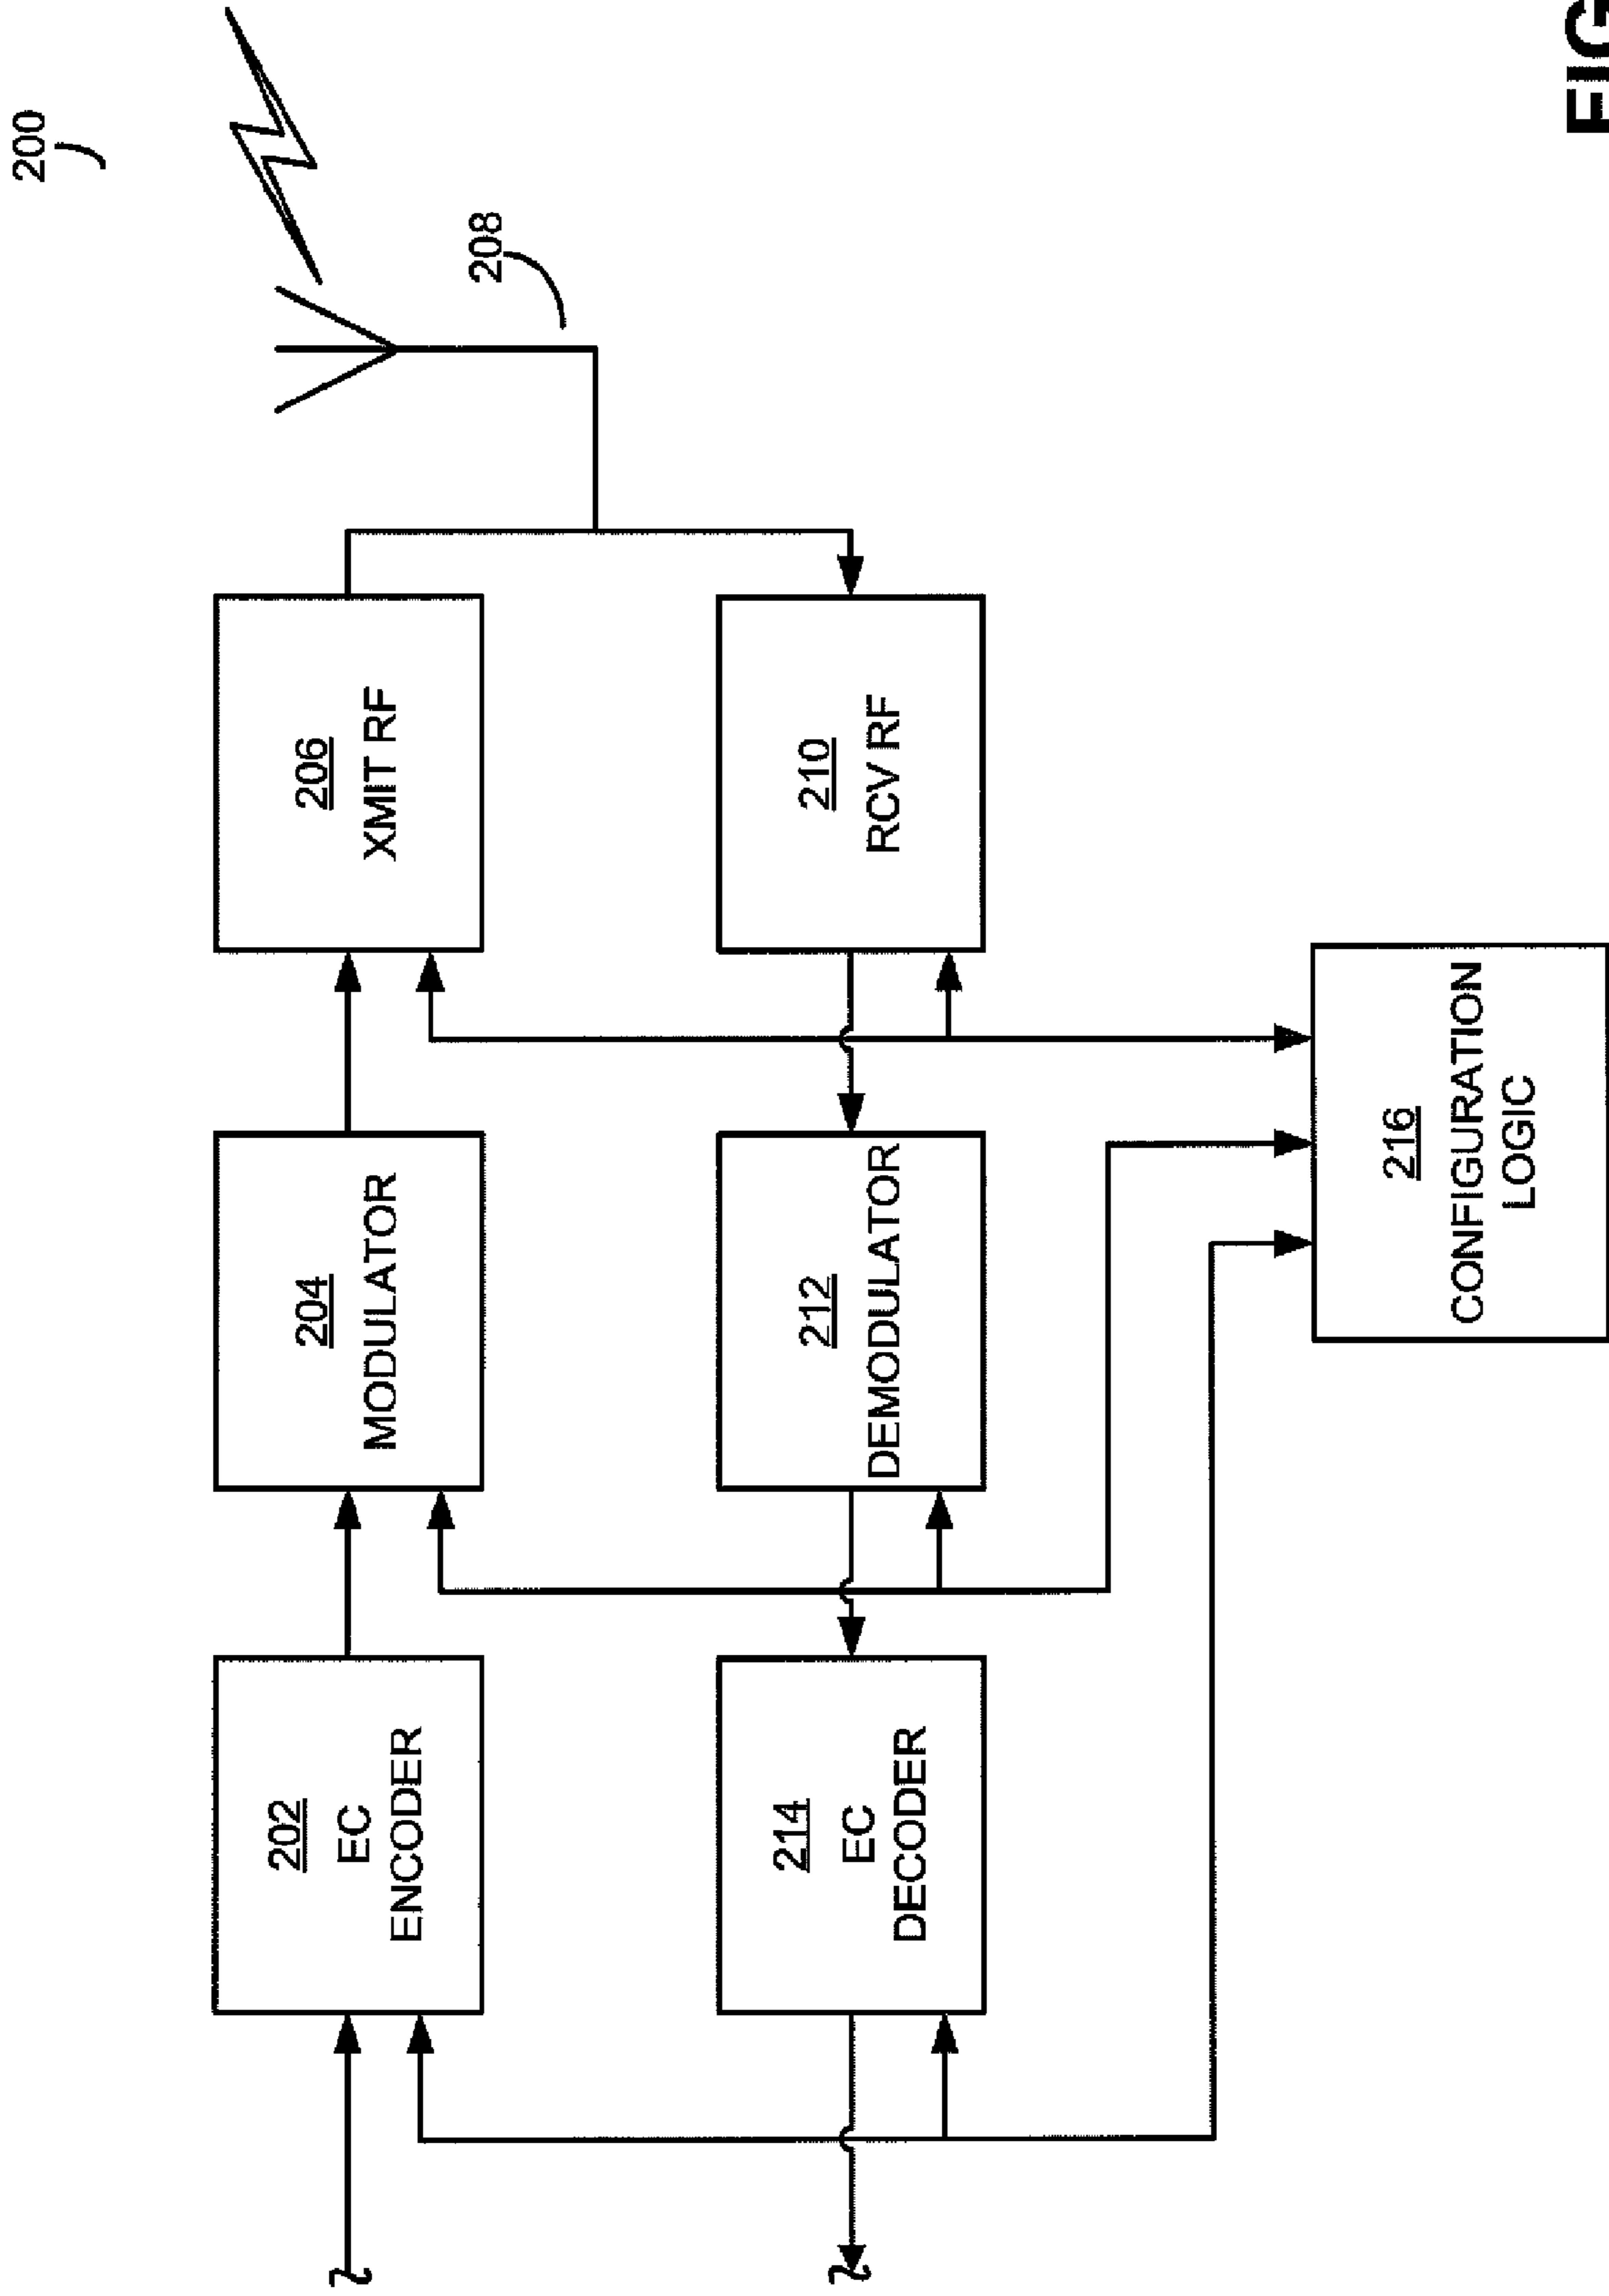 200
208
202
EC
ENCODER
204
MODULATOR
206
XMIT RF
214
EC
DECODER
212
DEMODULATOR
210
RCV RF
216
CONFIGURATION
LOGIC
FIG